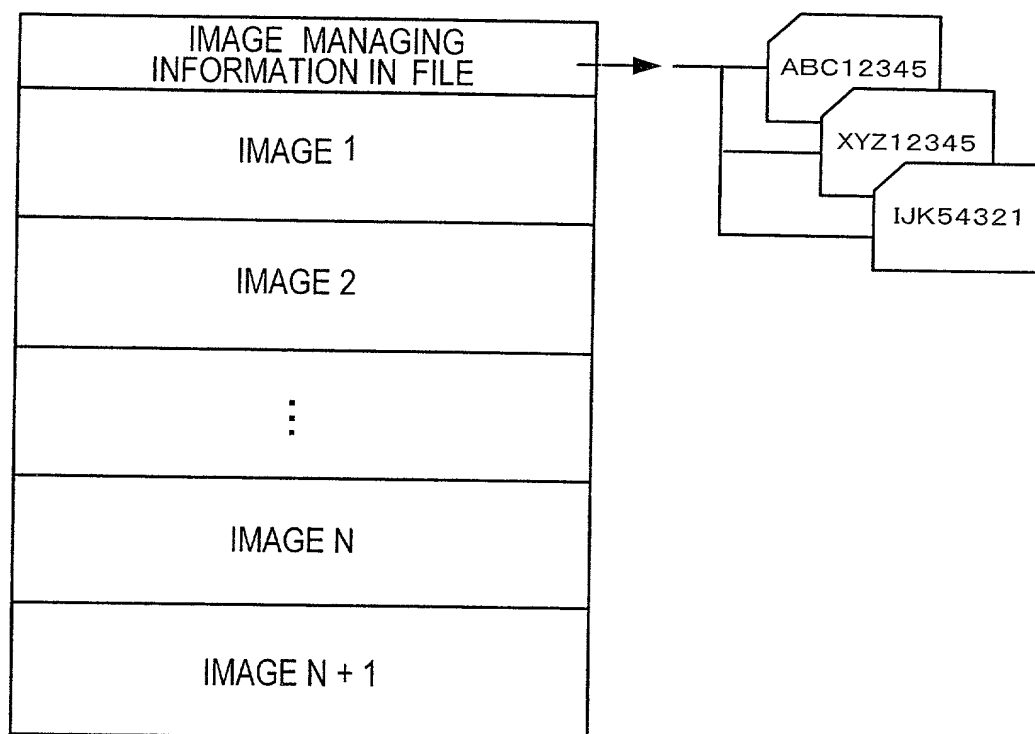 IMAGE MANAGING
INFORMATION IN FILE
ABC12345
XYZ12345
IJK54321
IMAGE 1
IMAGE 2
⋮
IMAGE N
IMAGE N + 1